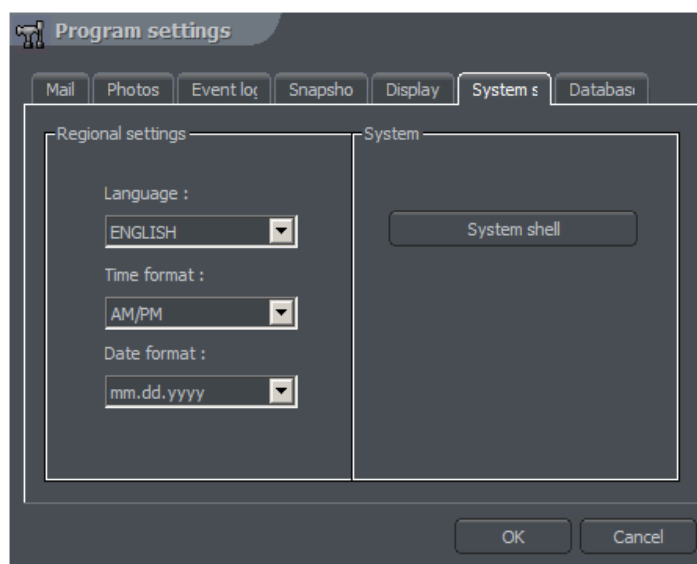 Program settings
Mail Photos Event log Snapsho Display System s Databas
Regional settings System
Language :
ENGLISH
System shell
Time format :
AM/PM
Date format :
mm.dd.yyyy
OK Cancel